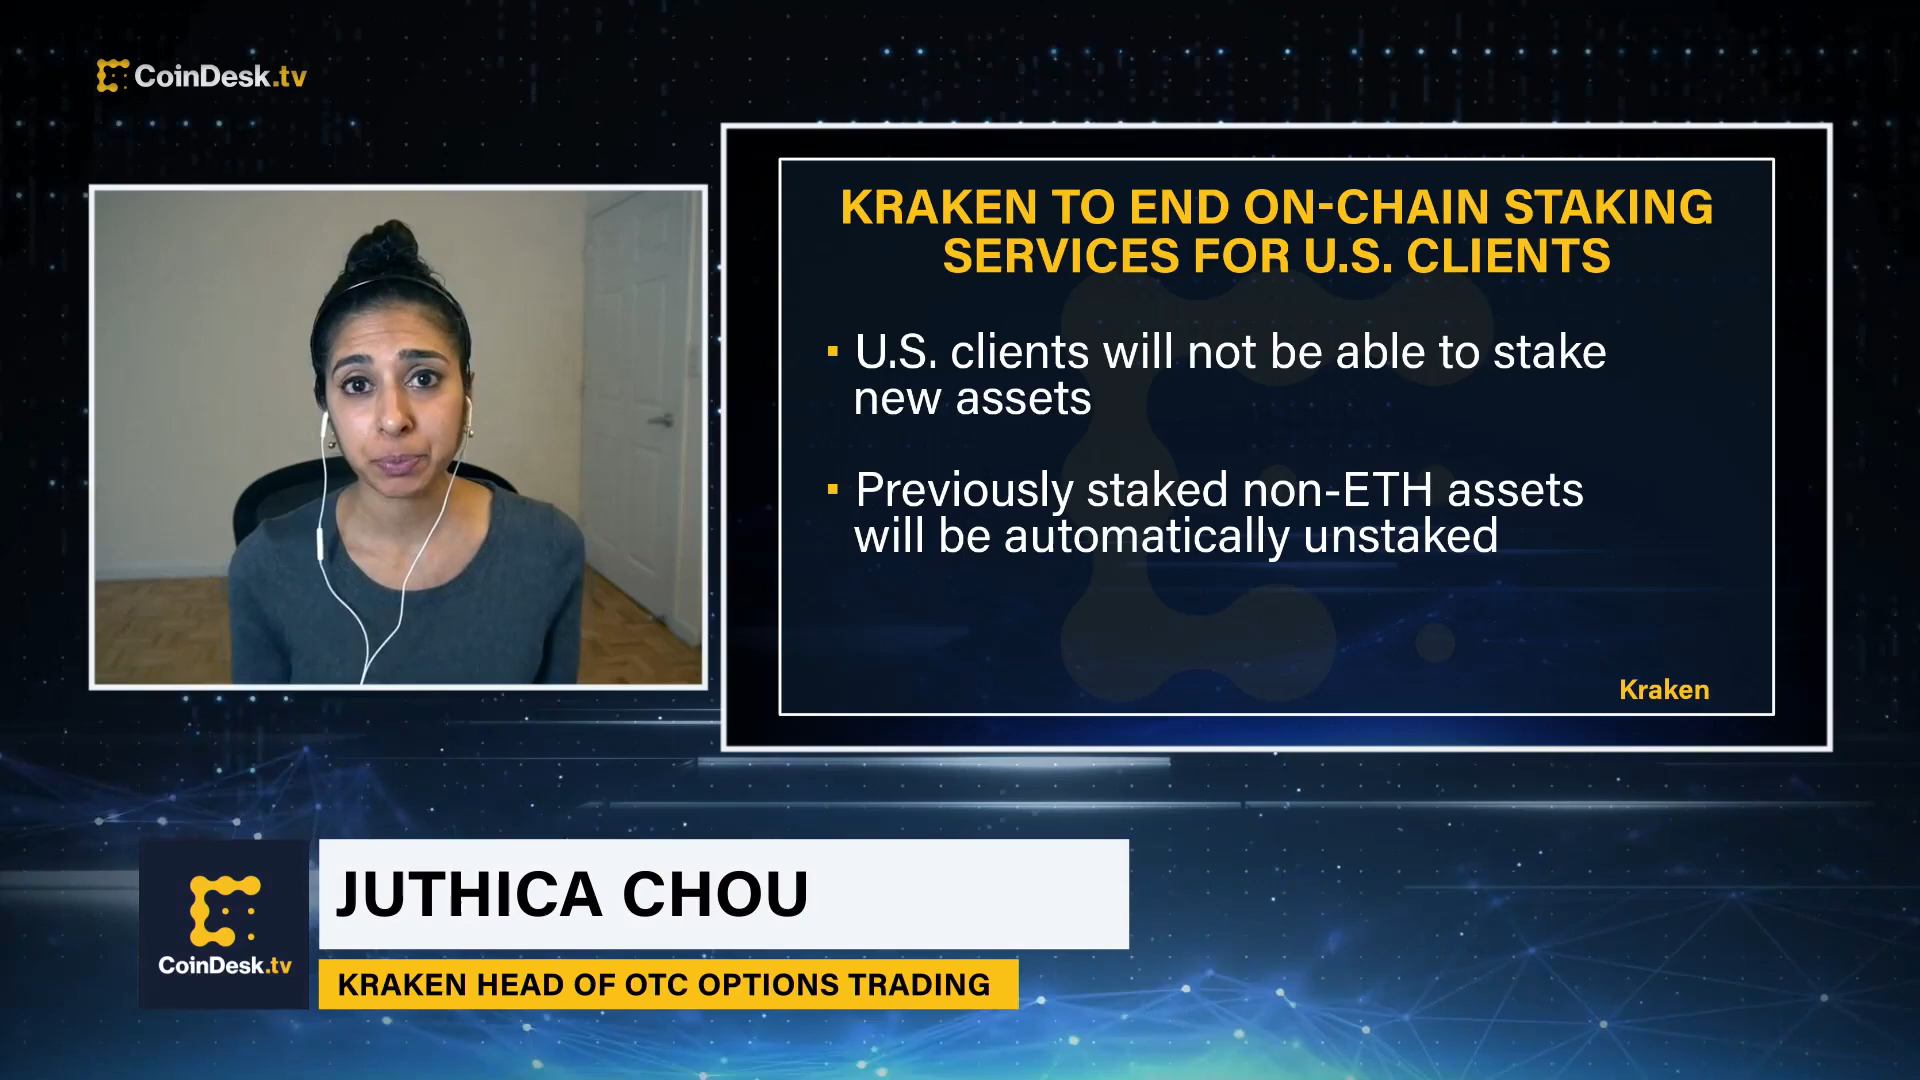 CoinDesk.tv
KRAKEN TO END ON-CHAIN STAKING
SERVICES FOR U.S. CLIENTS
▪ U.S. clients will not be able to stake
new assets
▪ Previously staked non-ETH assets
will be automatically unstaked
Kraken
JUTHICA CHOU
CoinDesk.tv
KRAKEN HEAD OF OTC OPTIONS TRADING